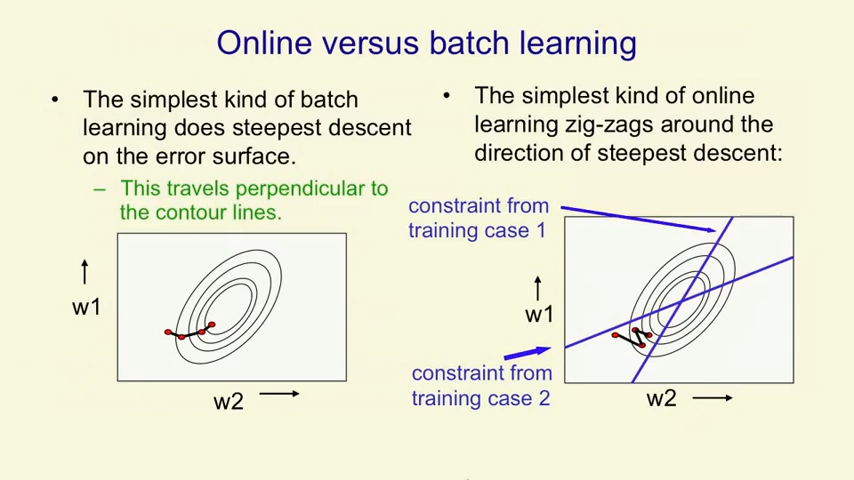 Online versus batch learning
• The simplest kind of batch
learning does steepest descent
on the error surface.
– This travels perpendicular to
the contour lines.
w1
w2
• The simplest kind of online
learning zig-zags around the
direction of steepest descent:
constraint from
training case 1
w1
constraint from
training case 2
w2